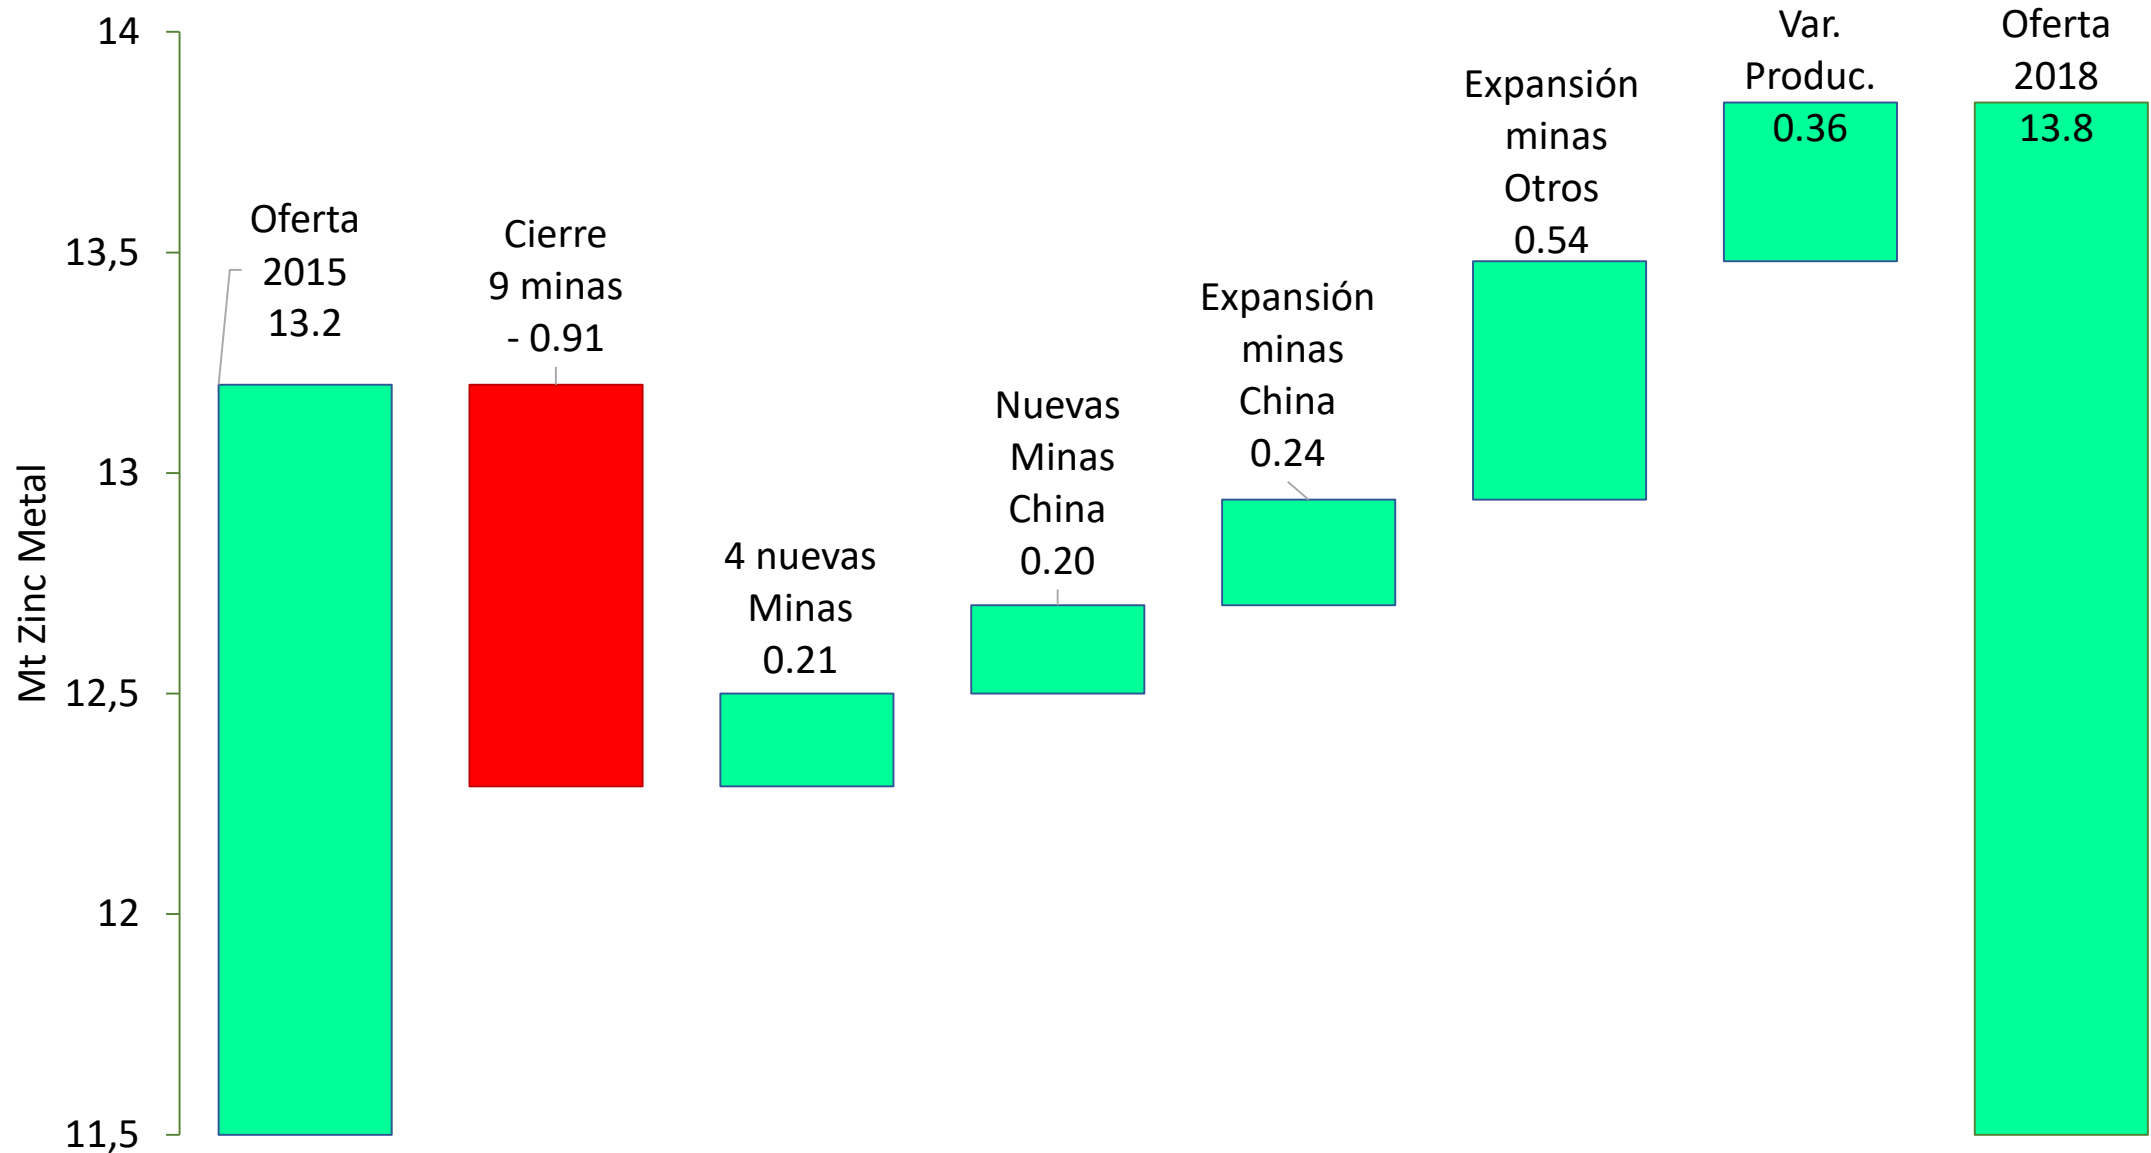 Mt Zinc Metal
14
13,5
13
12,5
12
11,5
Oferta
2015
13.2
Cierre
9 minas
- 0.91
4 nuevas
Minas
0.21
Nuevas
Minas
China
0.20
Expansión
minas
China
0.24
Expansión
minas
Otros
0.54
Var.
Produc.
0.36
Oferta
2018
13.8